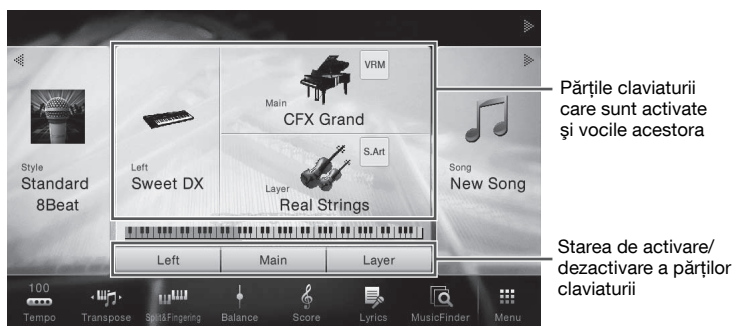 VRM
Main
CFX Grand
Left
Sweet DX
S.Art
Layer
Real Strings
Style
Standard
8Beat
Song
New Song
Left
Main
Layer
100
Tempo
Transpose
Split&Fingering
Balance
Score
Lyrics
MusicFinder
Menu
Părțile claviaturii
care sunt activate
şi vocile acestora
Starea de activare/
dezactivare a părților
claviaturii